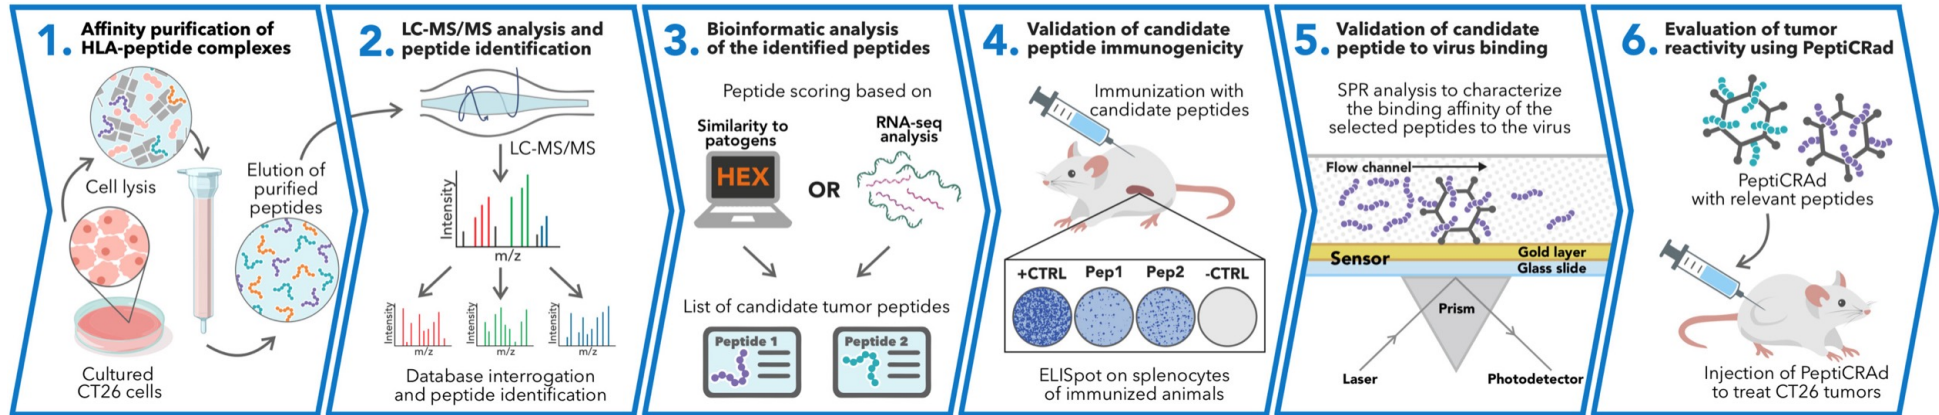 1. Affinity purification of
HLA-peptide complexes
Cell lysis
Elution of
purified
peptides
Cultured
CT26 cells
2. LC-MS/MS analysis and
peptide identification
LC-MS/MS
Intensity
m/z
Intensity
m/z
Intensity
m/z
Intensity
m/z
Database interrogation
and peptide identification
3. Bioinformatic analysis
of the identified peptides
Peptide scoring based on
Similarity to
patogens
HEX
OR
RNA-seq
analysis
List of candidate tumor peptides
Peptide 1
Peptide 2
4. Validation of candidate
peptide immunogenicity
Immunization with
candidate peptides
+CTRL Pep1 Pep2 -CTRL
ELISpot on splenocytes
of immunized animals
5. Validation of candidate
peptide to virus binding
SPR analysis to characterize
the binding affinity of the
selected peptides to the virus
Flow channel
Sensor
Gold layer
Glass slide
Prism
Laser
Photodetector
6. Evaluation of tumor
reactivity using PeptiCRad
PeptiCRAd
with relevant peptides
Injection of PeptiCRAd
to treat CT26 tumors